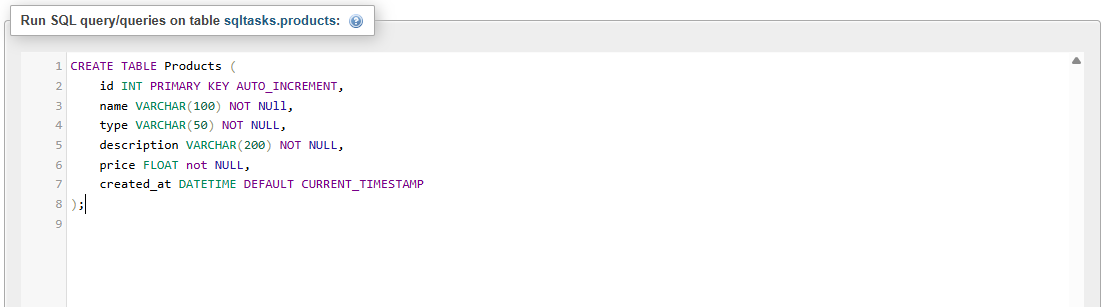 Run SQL query/queries on table sqltasks.products:
1 CREATE TABLE Products (
2 id INT PRIMARY KEY AUTO_INCREMENT,
3 name VARCHAR(100) NOT NUll,
4 type VARCHAR(50) NOT NULL,
5 description VARCHAR(200) NOT NULL,
6 price FLOAT not NULL,
7 created_at DATETIME DEFAULT CURRENT_TIMESTAMP
8 );
9